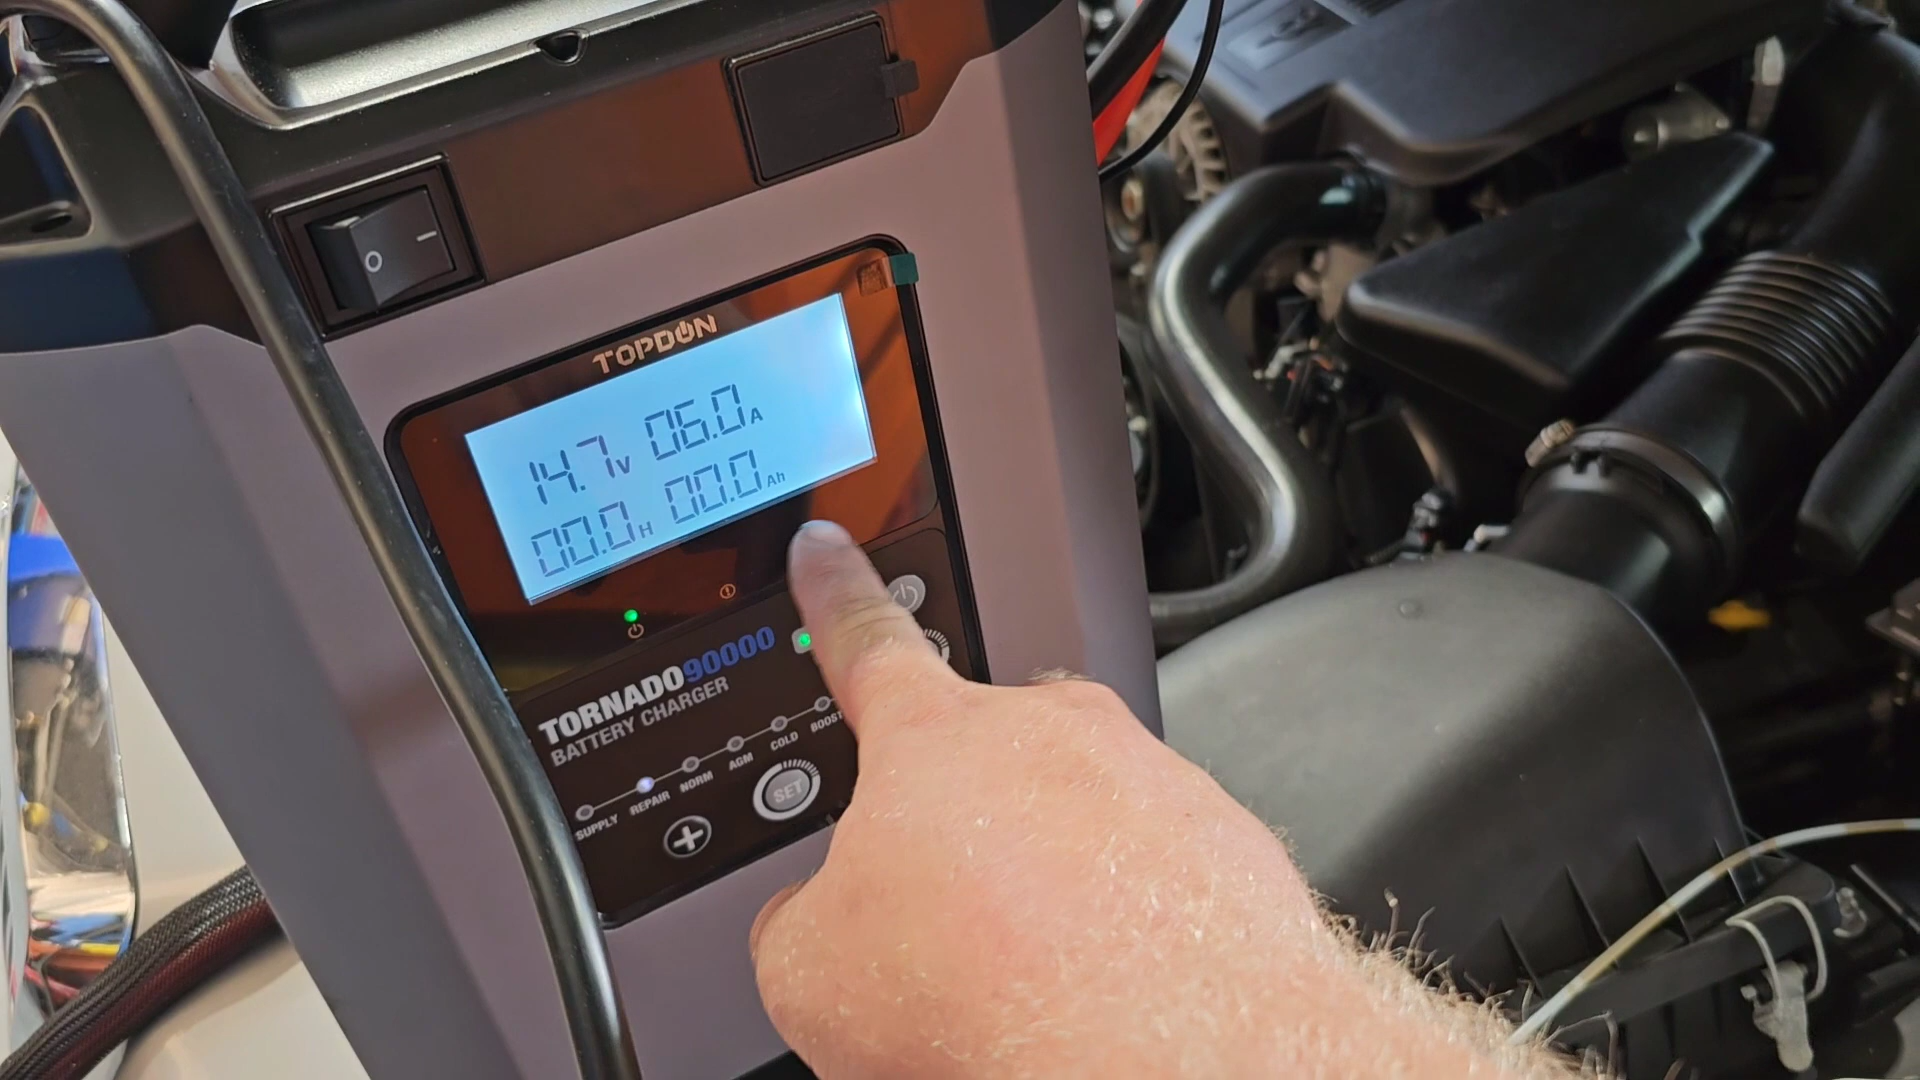 TOPDON
14.7V 06.0A
00.0H 00.0Ah
TORNADO90000
BATTERY CHARGER
SUPPLY REPAIR NORM AGM COLD BOOST
SET